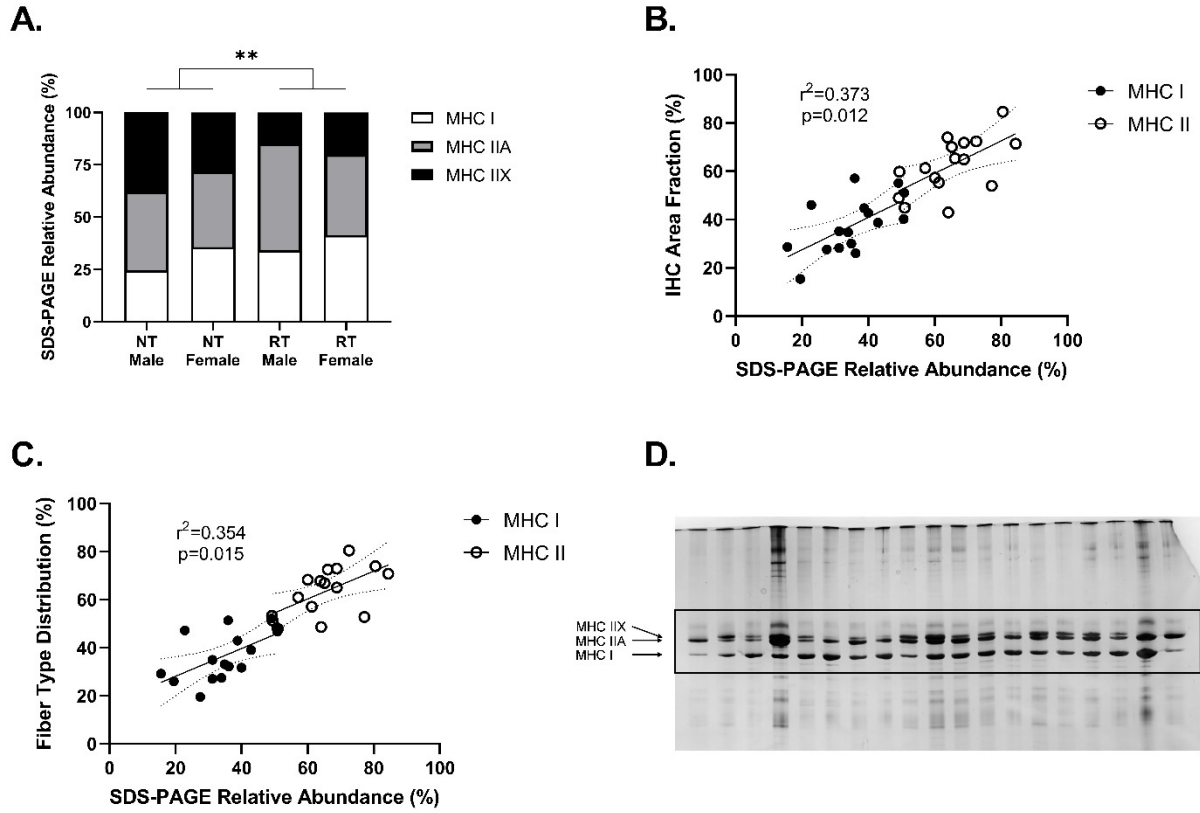 A.
**
SDS-PAGE Relative Abundance (%)
100
75
50
25
0
NT Male
NT Female
RT Male
RT Female
MHC I
MHC IIA
MHC IIX
B.
r²=0.373
p=0.012
IHC Area Fraction (%)
100
80
60
40
20
0
0 20 40 60 80 100
SDS-PAGE Relative Abundance (%)
MHC I
MHC II
C.
r²=0.354
p=0.015
Fiber Type Distribution (%)
100
80
60
40
20
0
0 20 40 60 80 100
SDS-PAGE Relative Abundance (%)
MHC I
MHC II
D.
MHC IIX
MHC IIA
MHC I